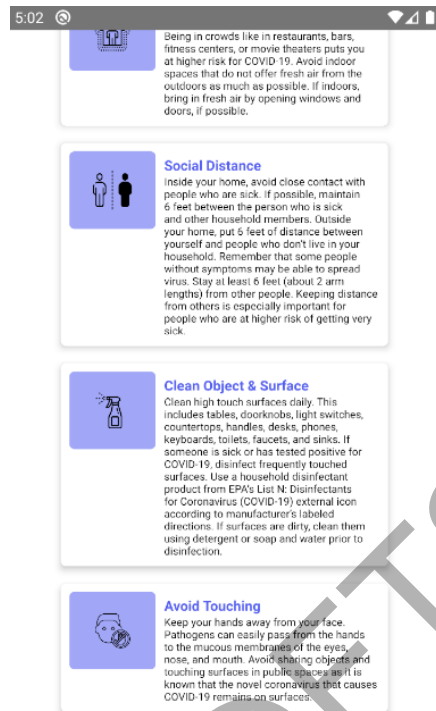 5:02
Being in crowds like in restaurants, bars,
fitness centers, or movie theaters puts you
at higher risk for COVID-19. Avoid indoor
spaces that do not offer fresh air from the
outdoors as much as possible. If indoors,
bring in fresh air by opening windows and
doors, if possible.
Social Distance
Inside your home, avoid close contact with
people who are sick. If possible, maintain
6 feet between the person who is sick
and other household members. Outside
your home, put 6 feet of distance between
yourself and people who don't live in your
household. Remember that some people
without symptoms may be able to spread
virus. Stay at least 6 feet (about 2 arm
lengths) from other people. Keeping distance
from others is especially important for
people who are at higher risk of getting very
sick.
Clean Object & Surface
Clean high touch surfaces daily. This
includes tables, doorknobs, light switches,
countertops, handles, desks, phones,
keyboards, toilets, faucets, and sinks. If
someone is sick or has tested positive for
COVID-19, disinfect frequently touched
surfaces. Use a household disinfectant
product from EPA's List N: Disinfectants
for Coronavirus (COVID-19) external icon
according to manufacturer's labeled
directions. If surfaces are dirty, clean them
using detergent or soap and water prior to
disinfection.
Avoid Touching
Keep your hands away from your face.
Pathogens can easily pass from the hands
to the mucous membranes of the eyes,
nose, and mouth. Avoid sharing objects and
touching surfaces in public spaces as it is
known that the novel coronavirus that causes
COVID-19 remains on surfaces.